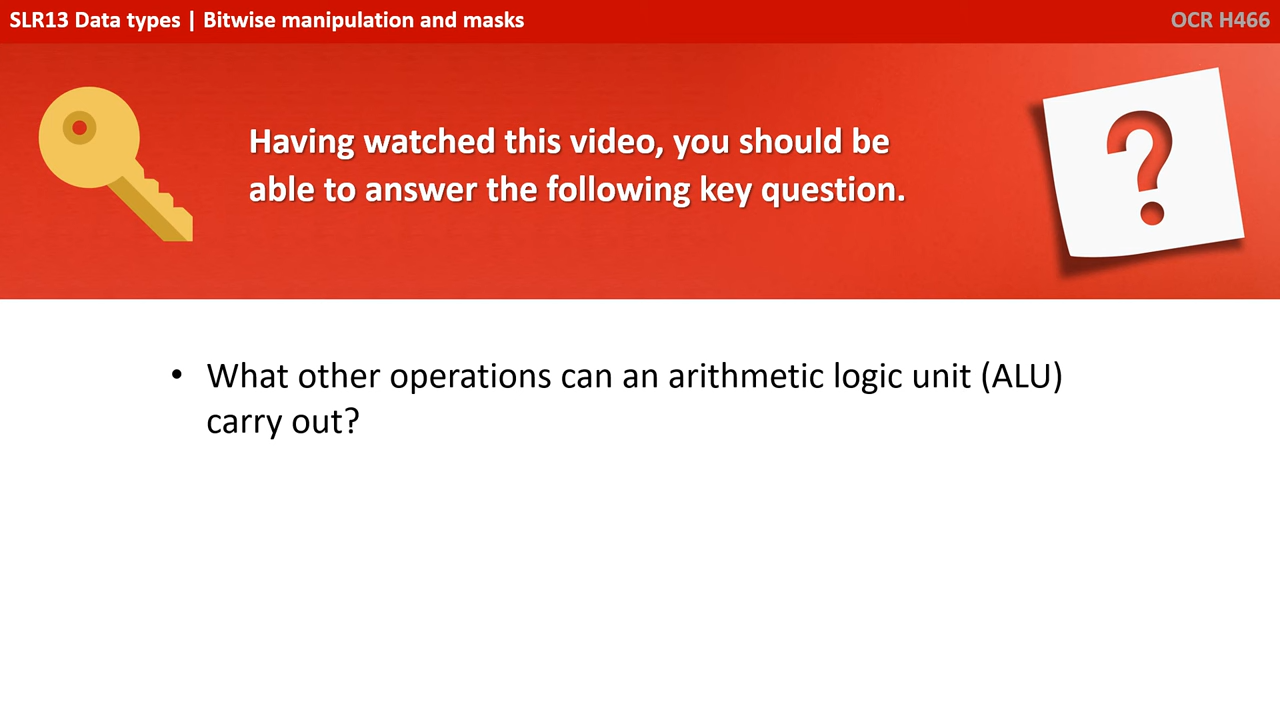 SLR13 Data types | Bitwise manipulation and masks
OCR H466
Having watched this video, you should be
able to answer the following key question.
?
• What other operations can an arithmetic logic unit (ALU)
carry out?